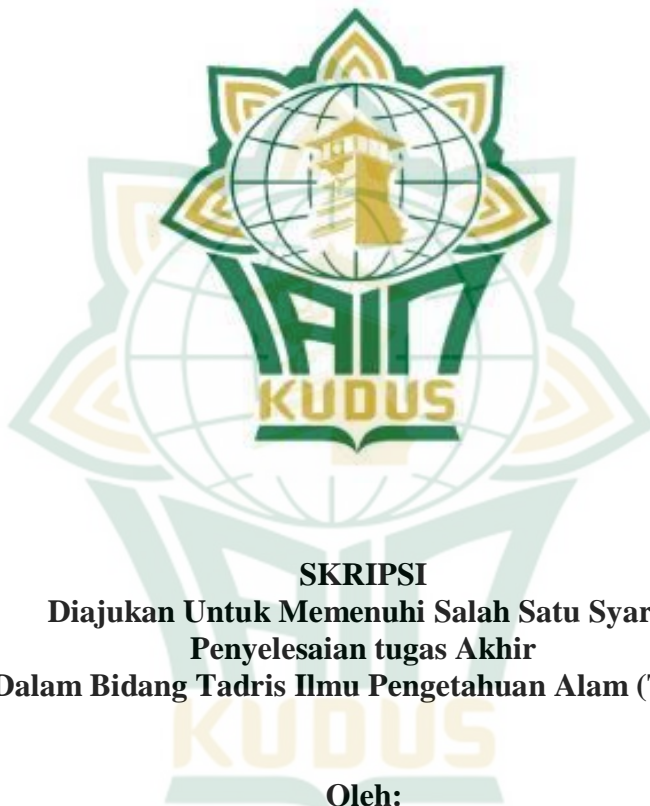 IAIN
KUDUS
SKRIPSI
Diajukan Untuk Memenuhi Salah Satu Syar
Penyelesaian tugas Akhir
Dalam Bidang Tadris Ilmu Pengetahuan Alam (T
KUDUS
Oleh: